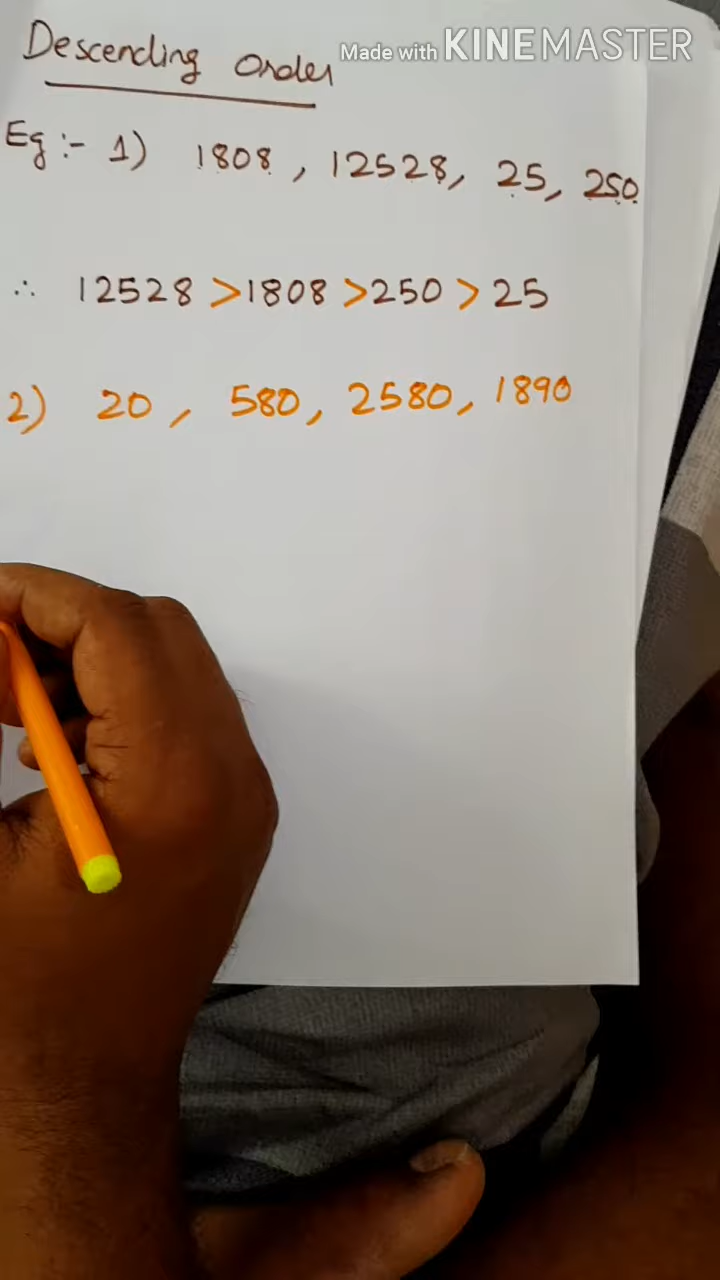 Descending Order
Made with KINEMASTER
Eg :- 1) 1808 , 12528, 25, 250
∴ 12528 >1808 >250 > 25
2) 20 , 580, 2580, 1890